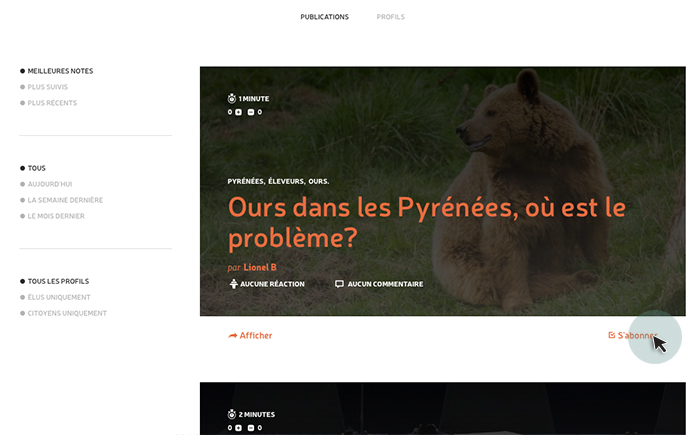 PUBLICATIONS PROFILS
MEILLEURES NOTES
PLUS SUIVIS
PLUS RÉCENTS
TOUS
AUJOURD'HUI
LA SEMAINE DERNIÈRE
LE MOIS DERNIER
TOUS LES PROFILS
ÉLUS UNIQUEMENT
CITOYENS UNIQUEMENT
1 MINUTE
0 + − 0
PYRÉNÉES, ÉLEVEURS, OURS.
Ours dans les Pyrénées, où est le
problème?
par Lionel B
AUCUNE RÉACTION AUCUN COMMENTAIRE
Afficher S'abonner
2 MINUTES
0 + − 0